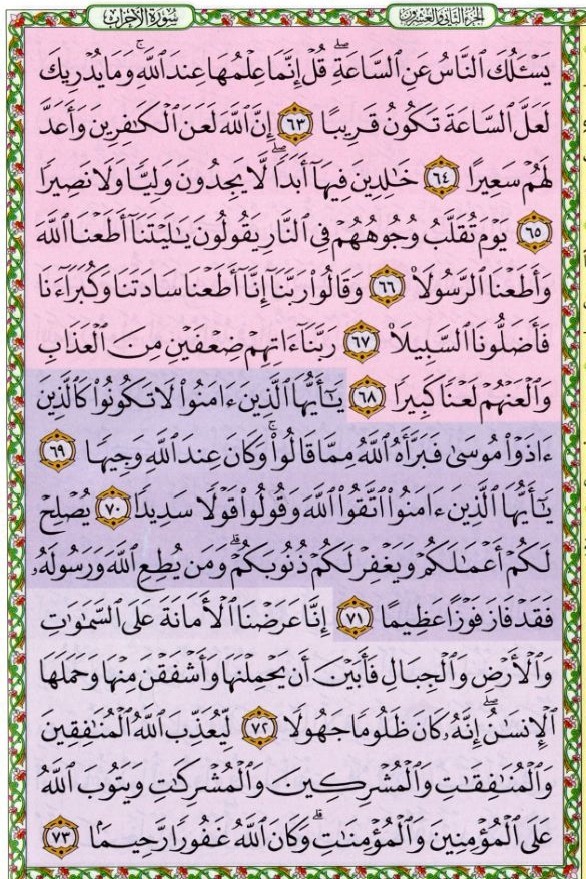 الجزء الثاني والعشرون
سورة الأحزاب
يَسْـَٔلُكَ ٱلنَّاسُ عَنِ ٱلسَّاعَةِۖ قُلْ إِنَّمَا عِلْمُهَا عِندَ ٱللَّهِۚ وَمَا يُدْرِيكَ
لَعَلَّ ٱلسَّاعَةَ تَكُونُ قَرِيبًا ٦٣ إِنَّ ٱللَّهَ لَعَنَ ٱلْكَـٰفِرِينَ وَأَعَدَّ
لَهُمْ سَعِيرًا ٦٤ خَـٰلِدِينَ فِيهَآ أَبَدًاۖ لَّا يَجِدُونَ وَلِيًّا وَلَا نَصِيرًا
٦٥ يَوْمَ تُقَلَّبُ وُجُوهُهُمْ فِى ٱلنَّارِ يَقُولُونَ يَـٰلَيْتَنَآ أَطَعْنَا ٱللَّهَ
وَأَطَعْنَا ٱلرَّسُولَا۠ ٦٦ وَقَالُوا۟ رَبَّنَآ إِنَّآ أَطَعْنَا سَادَتَنَا وَكُبَرَآءَنَا
فَأَضَلُّونَا ٱلسَّبِيلَا۠ ٦٧ رَبَّنَآ ءَاتِهِمْ ضِعْفَيْنِ مِنَ ٱلْعَذَابِ
وَٱلْعَنْهُمْ لَعْنًا كَبِيرًا ٦٨ يَـٰٓأَيُّهَا ٱلَّذِينَ ءَامَنُوا۟ لَا تَكُونُوا۟ كَٱلَّذِينَ
ءَاذَوْا۟ مُوسَىٰ فَبَرَّأَهُ ٱللَّهُ مِمَّا قَالُوا۟ۚ وَكَانَ عِندَ ٱللَّهِ وَجِيهًا ٦٩
يَـٰٓأَيُّهَا ٱلَّذِينَ ءَامَنُوا۟ ٱتَّقُوا۟ ٱللَّهَ وَقُولُوا۟ قَوْلًا سَدِيدًا ٧٠ يُصْلِحْ
لَكُمْ أَعْمَـٰلَكُمْ وَيَغْفِرْ لَكُمْ ذُنُوبَكُمْۗ وَمَن يُطِعِ ٱللَّهَ وَرَسُولَهُۥ
فَقَدْ فَازَ فَوْزًا عَظِيمًا ٧١ إِنَّا عَرَضْنَا ٱلْأَمَانَةَ عَلَى ٱلسَّمَـٰوَٰتِ
وَٱلْأَرْضِ وَٱلْجِبَالِ فَأَبَيْنَ أَن يَحْمِلْنَهَا وَأَشْفَقْنَ مِنْهَا وَحَمَلَهَا
ٱلْإِنسَـٰنُۖ إِنَّهُۥ كَانَ ظَلُومًا جَهُولًا ٧٢ لِّيُعَذِّبَ ٱللَّهُ ٱلْمُنَـٰفِقِينَ
وَٱلْمُنَـٰفِقَـٰتِ وَٱلْمُشْرِكِينَ وَٱلْمُشْرِكَـٰتِ وَيَتُوبَ ٱللَّهُ
عَلَى ٱلْمُؤْمِنِينَ وَٱلْمُؤْمِنَـٰتِۗ وَكَانَ ٱللَّهُ غَفُورًا رَّحِيمًۢا ٧٣